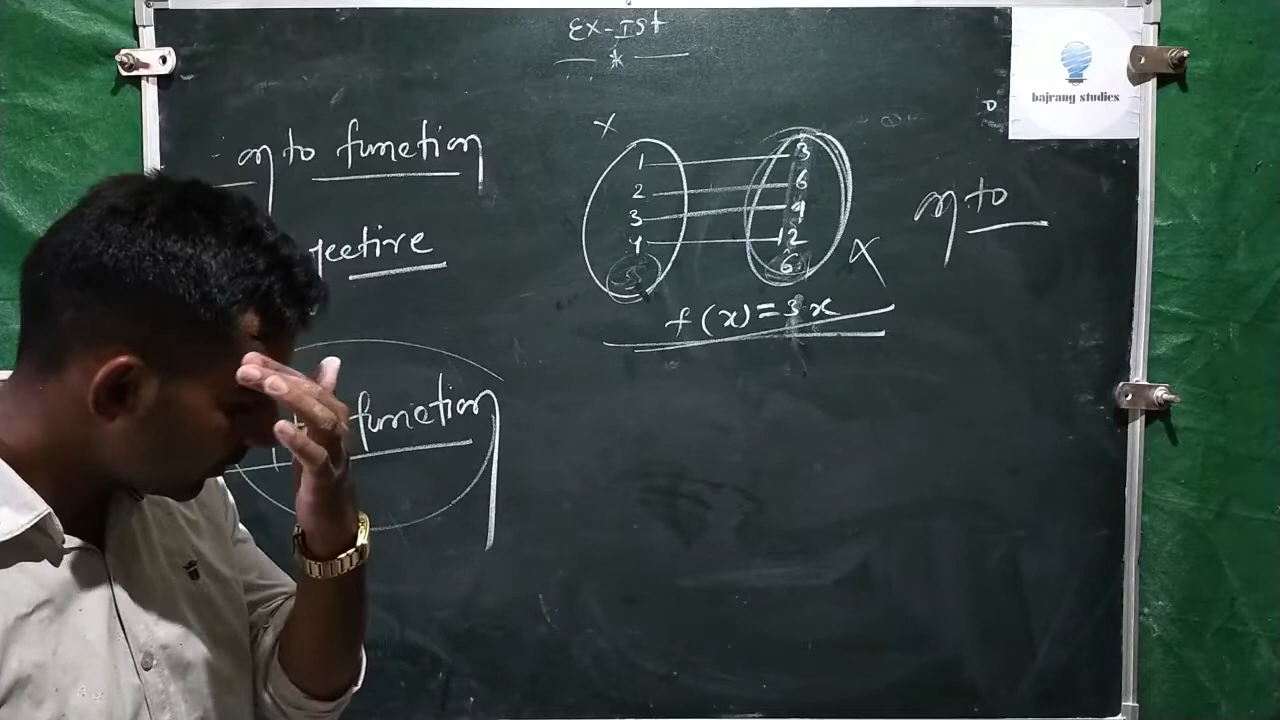 EX-Ist
bajrang studies
onto function
jective
function
X
1
2
3
4
5
3
6
9
12
6
X
f(x)=3x
onto